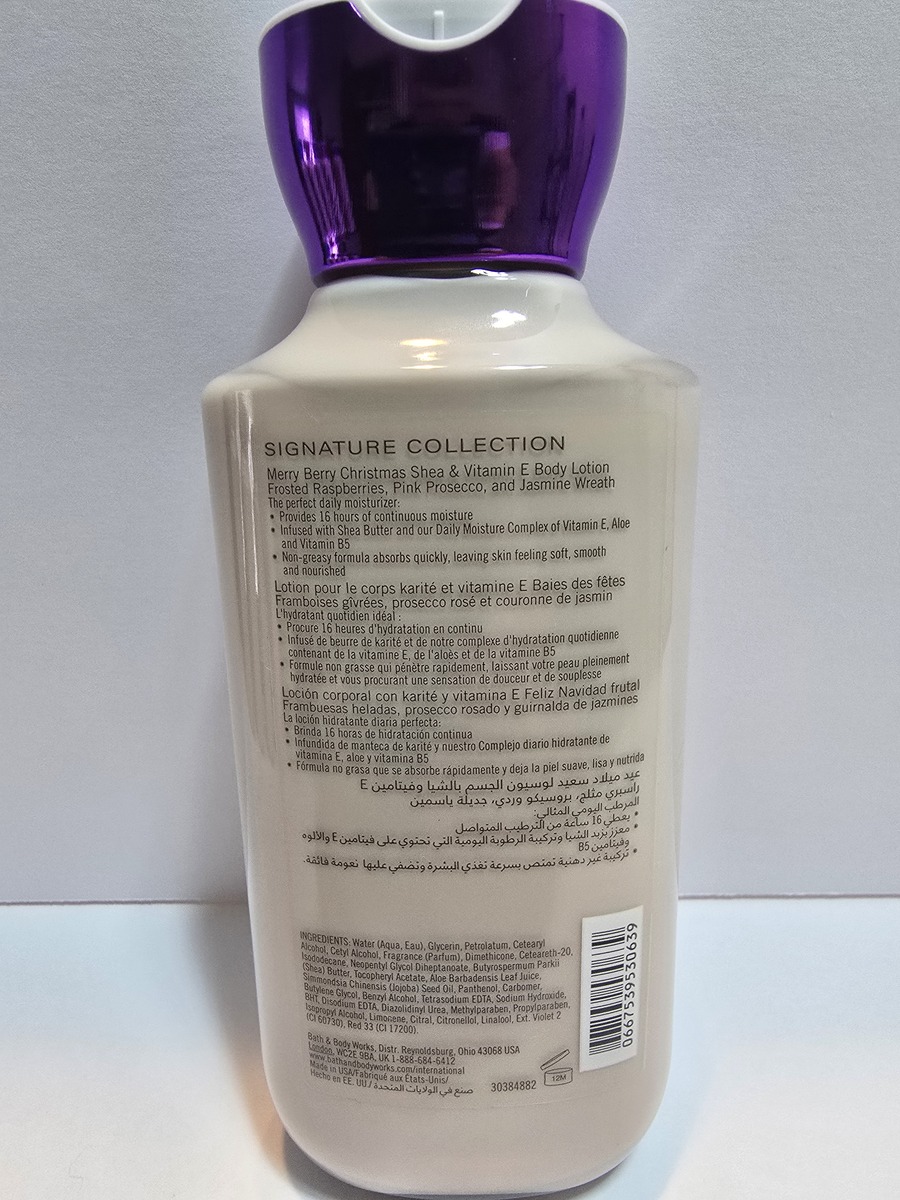 SIGNATURE COLLECTION
Merry Berry Christmas Shea & Vitamin E Body Lotion
Frosted Raspberries, Pink Prosecco, and Jasmine Wreath
The perfect daily moisturizer:
• Provides 16 hours of continuous moisture
• Infused with Shea Butter and our Daily Moisture Complex of Vitamin E, Aloe
and Vitamin B5
• Non-greasy formula absorbs quickly, leaving skin feeling soft, smooth
and nourished
Lotion pour le corps karité et vitamine E Baies des fêtes
Framboises gîvrées, prosecco rosé et couronne de jasmin
L'hydratant quotidien idéal :
• Procure 16 heures d'hydratation en continu
• Infusé de beurre de karité et de notre complexe d'hydratation quotidienne
contenant de la vitamine E, de l'aloès et de la vitamine B5
• Formule non grasse qui pénètre rapidement, laissant votre peau pleinement
hydratée et vous procurant une sensation de douceur et de souplesse
Loción corporal con karité y vitamina E Feliz Navidad frutal
Frambuesas heladas, prosecco rosado y guirnalda de jazmines
La loción hidratante diaria perfecta:
• Brinda 16 horas de hidratación continua
• Infundida de manteca de karité y nuestro Complejo diario hidratante de
vitamina E, aloe y vitamina B5
• Fórmula no grasa que se absorbe rápidamente y deja la piel suave, lisa y nutrida
عيد ميلاد سعيد لوسيون الجسم بالشيا وفيتامين E
راسبري مثلج، بروسيكو وردي، جديلة ياسمين
المرطب اليومي المثالي:
• يعطي 16 ساعة من الترطيب المتواصل
• معزز بزبد الشيا وتركيبة الرطوبة اليومية التي تحتوي على فيتامين E والألوه
وفيتامين B5
• تركيبة غير دهنية تمتص بسرعة تغذي البشرة وتضفي عليها نعومة فائقة.
INGREDIENTS: Water (Aqua, Eau), Glycerin, Petrolatum, Cetearyl
Alcohol, Cetyl Alcohol, Fragrance (Parfum), Dimethicone, Ceteareth-20,
Isododecane, Neopentyl Glycol Diheptanoate, Butyrospermum Parkii
(Shea) Butter, Tocopheryl Acetate, Aloe Barbadensis Leaf Juice,
Simmondsia Chinensis (Jojoba) Seed Oil, Panthenol, Carbomer,
Butylene Glycol, Benzyl Alcohol, Tetrasodium EDTA, Sodium Hydroxide,
BHT, Disodium EDTA, Diazolidinyl Urea, Methylparaben, Propylparaben,
Isopropyl Alcohol, Limonene, Citral, Citronellol, Linalool, Ext. Violet 2
(CI 60730), Red 33 (CI 17200).
Bath & Body Works, Distr. Reynoldsburg, Ohio 43068 USA
London, WC2E 9BA, UK 1-888-684-6412
www.bathandbodyworks.com/international
Made in USA/Fabriqué aux États-Unis/
Hecho en EE. UU./ صنع في الولايات المتحدة
30384882
12M
0667539530639